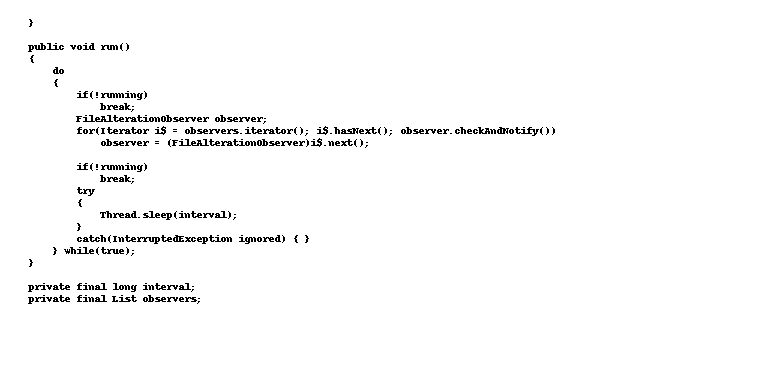 }
public void run()
{
do
{
if(!running)
break;
FileAlterationObserver observer;
for(Iterator i$ = observers.iterator(); i$.hasNext(); observer.checkAndNotify())
observer = (FileAlterationObserver)i$.next();
if(!running)
break;
try
{
Thread.sleep(interval);
}
catch(InterruptedException ignored) { }
} while(true);
}
private final long interval;
private final List observers;